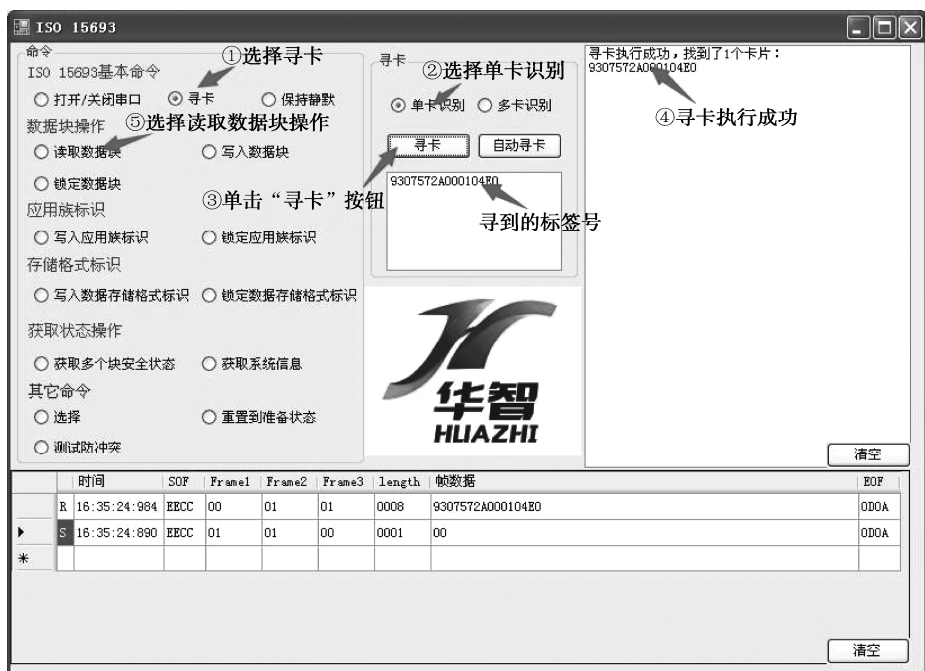 ISO 15693
命令
①选择寻卡
ISO 15693基本命令
打开/关闭串口 寻卡 保持静默
数据块操作 ⑤选择读取数据块操作
读取数据块 写入数据块
锁定数据块
③单击“寻卡”按钮
应用族标识
写入应用族标识 锁定应用族标识
存储格式标识
写入数据存储格式标识 锁定数据存储格式标识
获取状态操作
获取多个块安全状态 获取系统信息
其它命令
选择 重置到准备状态
测试防冲突
寻卡
②选择单卡识别
单卡识别 多卡识别
寻卡 自动寻卡
9307572A000104E0
寻到的标签号
华智
HUAZHI
寻卡执行成功，找到了1个卡片：
9307572A000104E0
④寻卡执行成功
清空
时间 SOF Frame1 Frame2 Frame3 length 帧数据 EOF
R 16:35:24:984 EECC 00 01 01 0008 9307572A000104E0 0D0A
S 16:35:24:890 EECC 01 01 00 0001 00 0D0A
清空